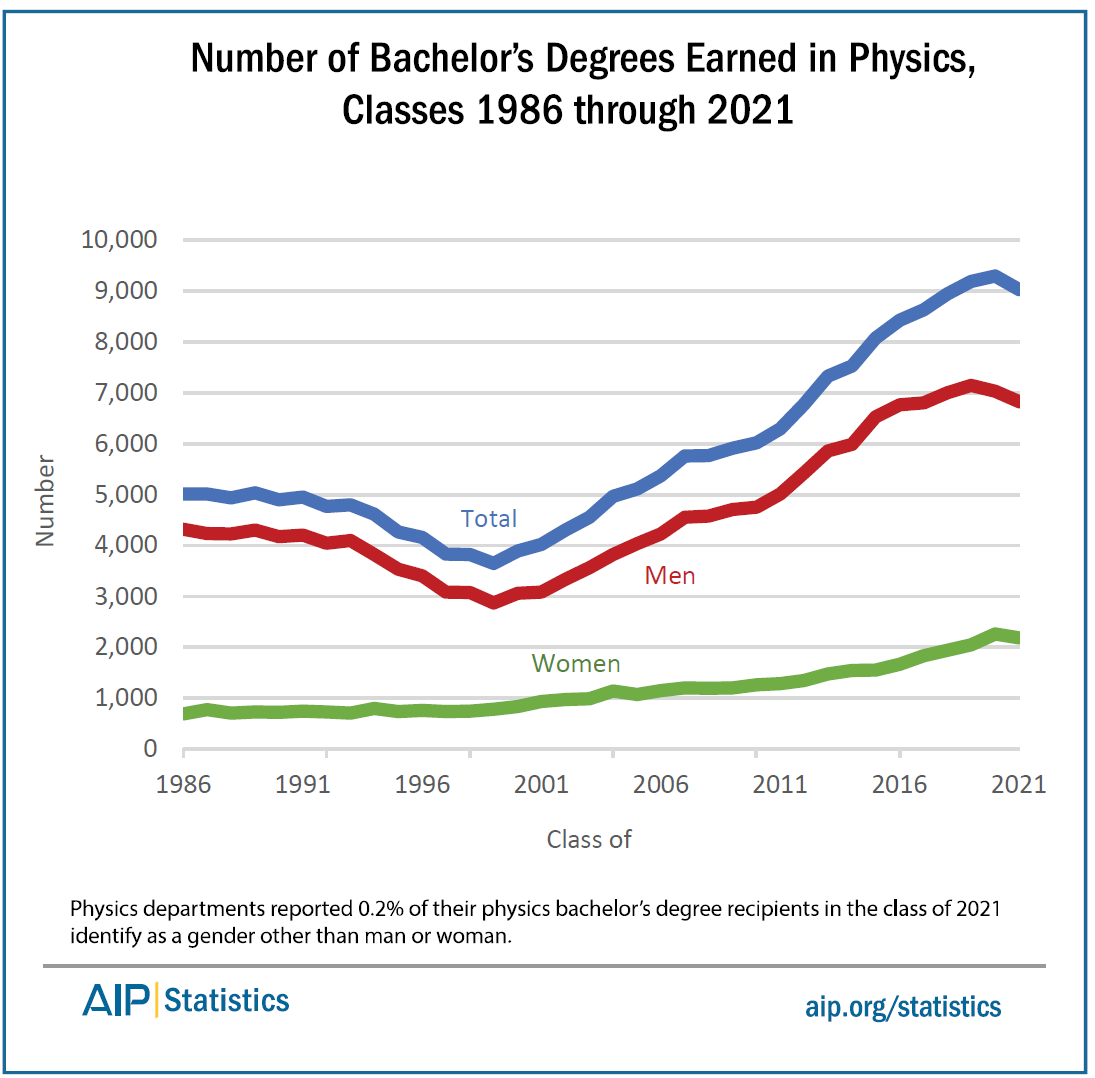 Number of Bachelor’s Degrees Earned in Physics,
Classes 1986 through 2021
10,000
9,000
8,000
7,000
6,000
5,000
4,000
3,000
2,000
1,000
0
Number
Total
Men
Women
1986 1991 1996 2001 2006 2011 2016 2021
Class of
Physics departments reported 0.2% of their physics bachelor’s degree recipients in the class of 2021
identify as a gender other than man or woman.
AIP Statistics
aip.org/statistics